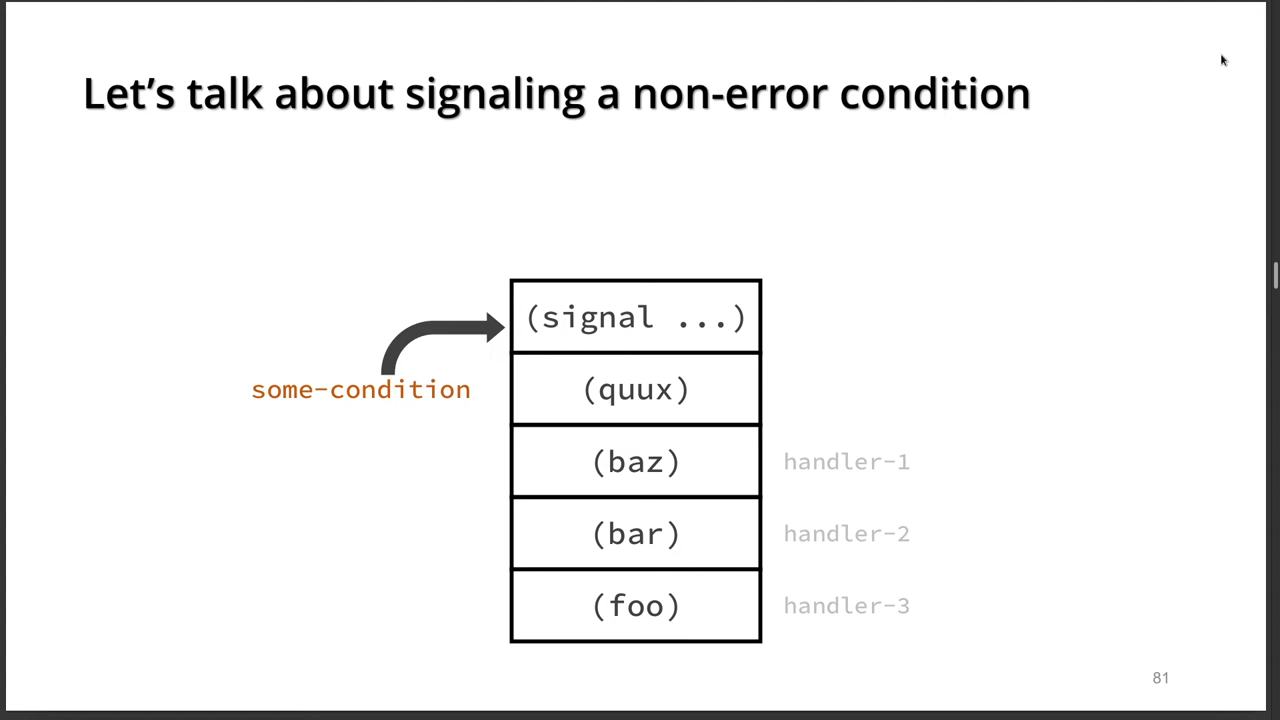 Let’s talk about signaling a non-error condition
(signal ...)
some-condition
(quux)
(baz) handler-1
(bar) handler-2
(foo) handler-3
81